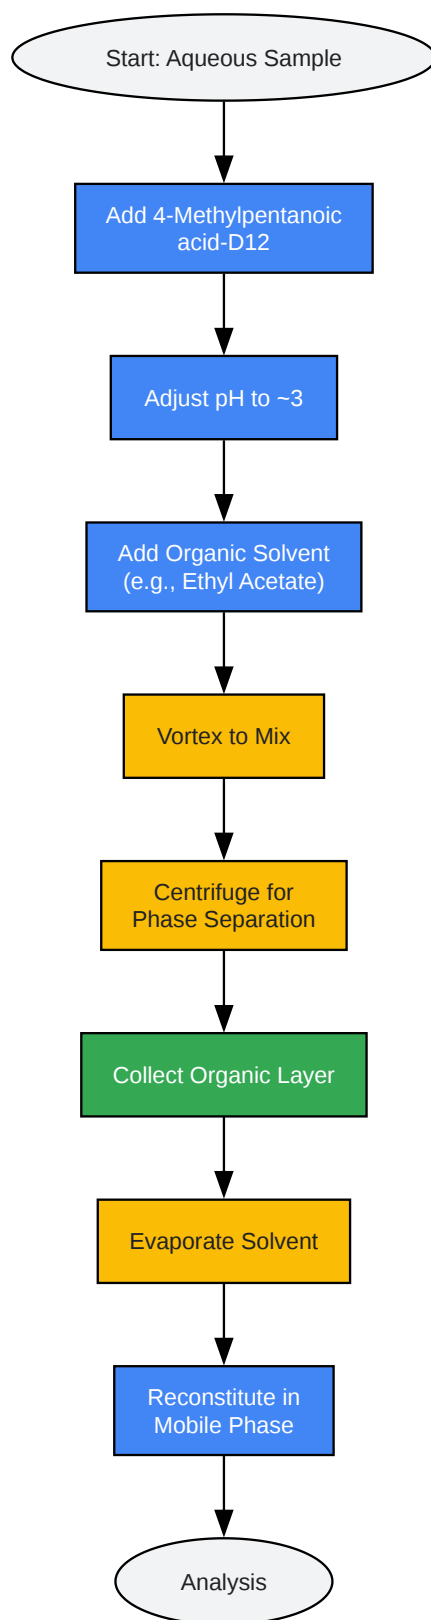 Start: Aqueous Sample
Add 4-Methylpentanoic
acid-D12
Adjust pH to ~3
Add Organic Solvent
(e.g., Ethyl Acetate)
Vortex to Mix
Centrifuge for
Phase Separation
Collect Organic Layer
Evaporate Solvent
Reconstitute in
Mobile Phase
Analysis